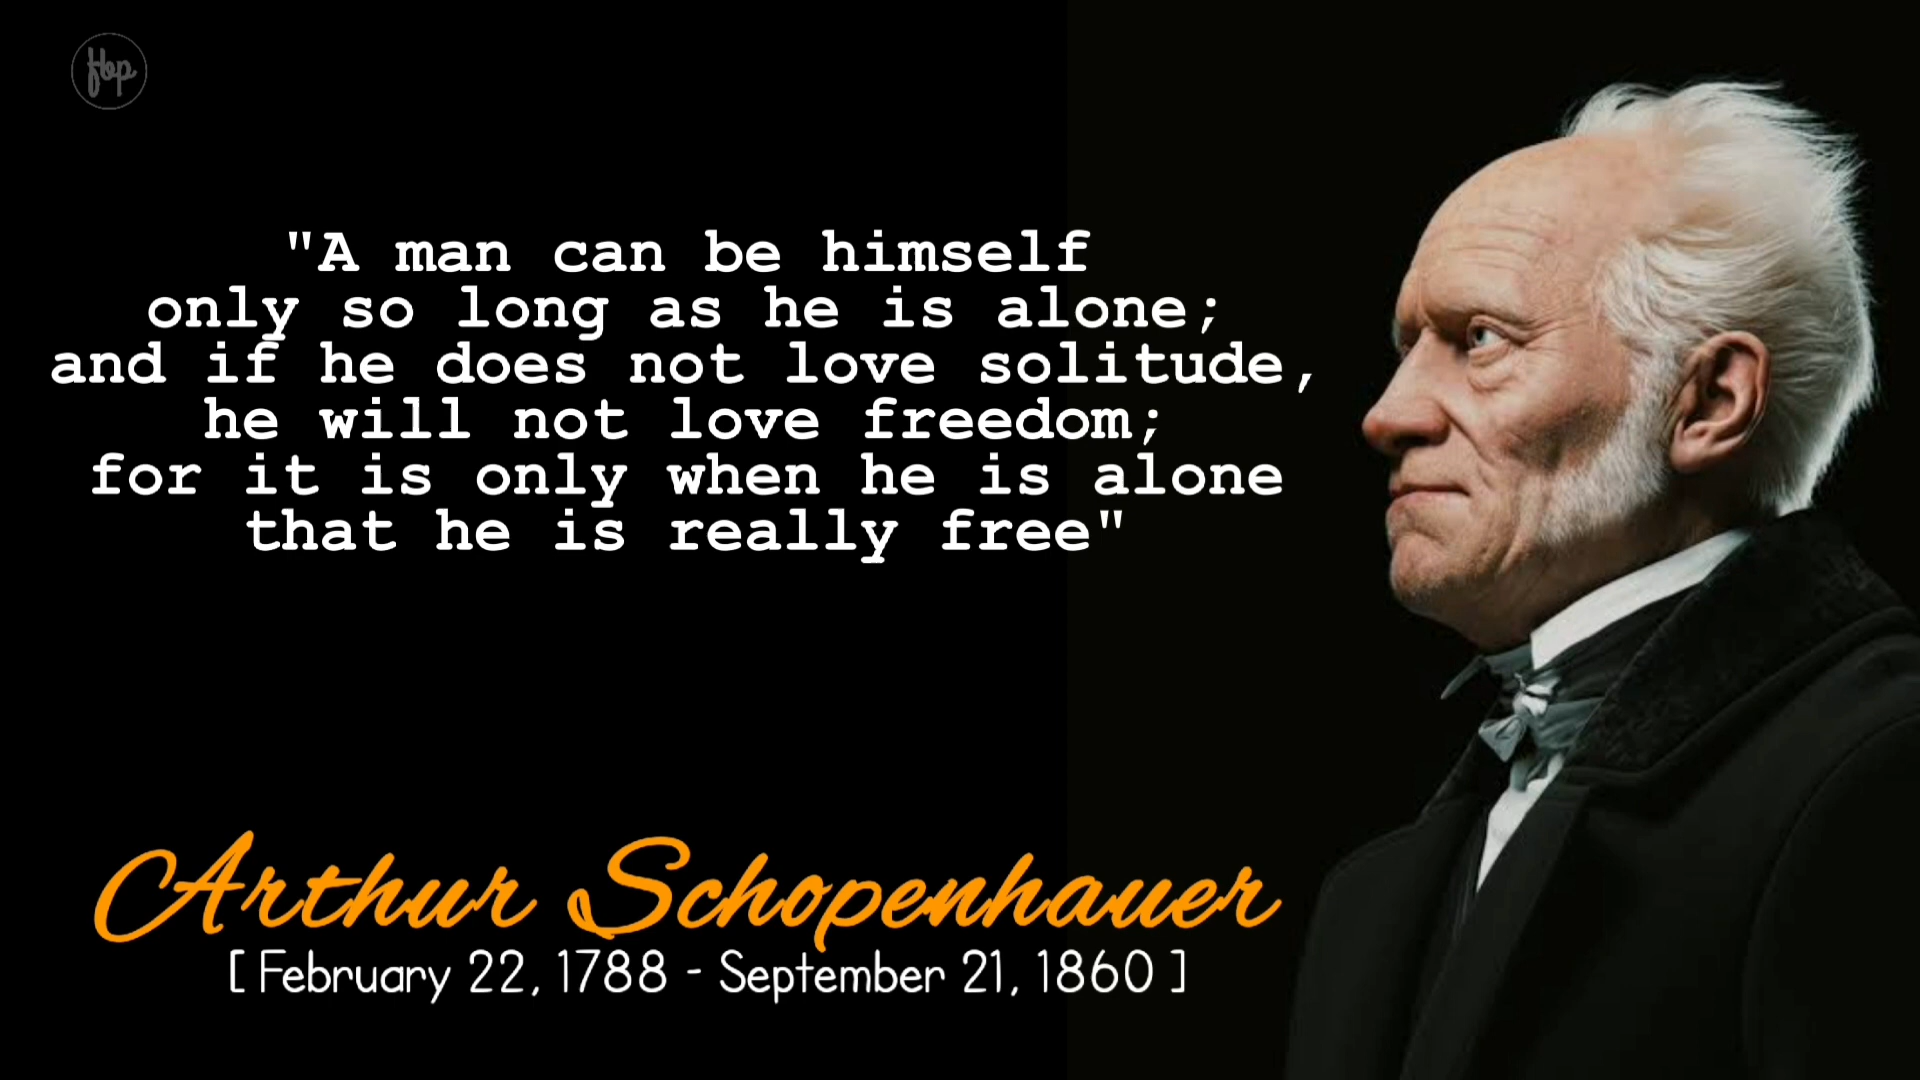 fbp
"A man can be himself
only so long as he is alone;
and if he does not love solitude,
he will not love freedom;
for it is only when he is alone
that he is really free"
Arthur Schopenhauer
[ February 22, 1788 - September 21, 1860 ]